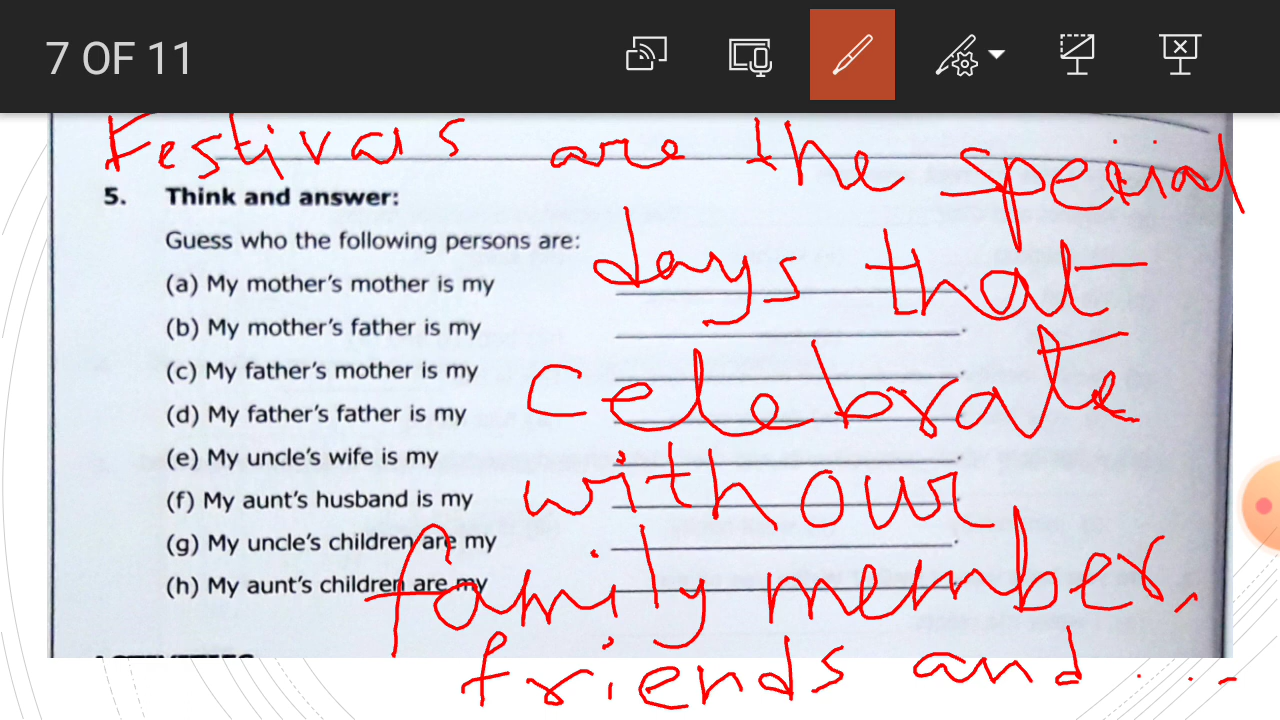 7 OF 11
Festivals are the special
5. Think and answer:
Guess who the following persons are:
(a) My mother's mother is my
(b) My mother's father is my
(c) My father's mother is my
(d) My father's father is my
(e) My uncle's wife is my
(f) My aunt's husband is my
(g) My uncle's children are my
(h) My aunt's children are my
days that
celebrate
with our
family member,
friends and ...